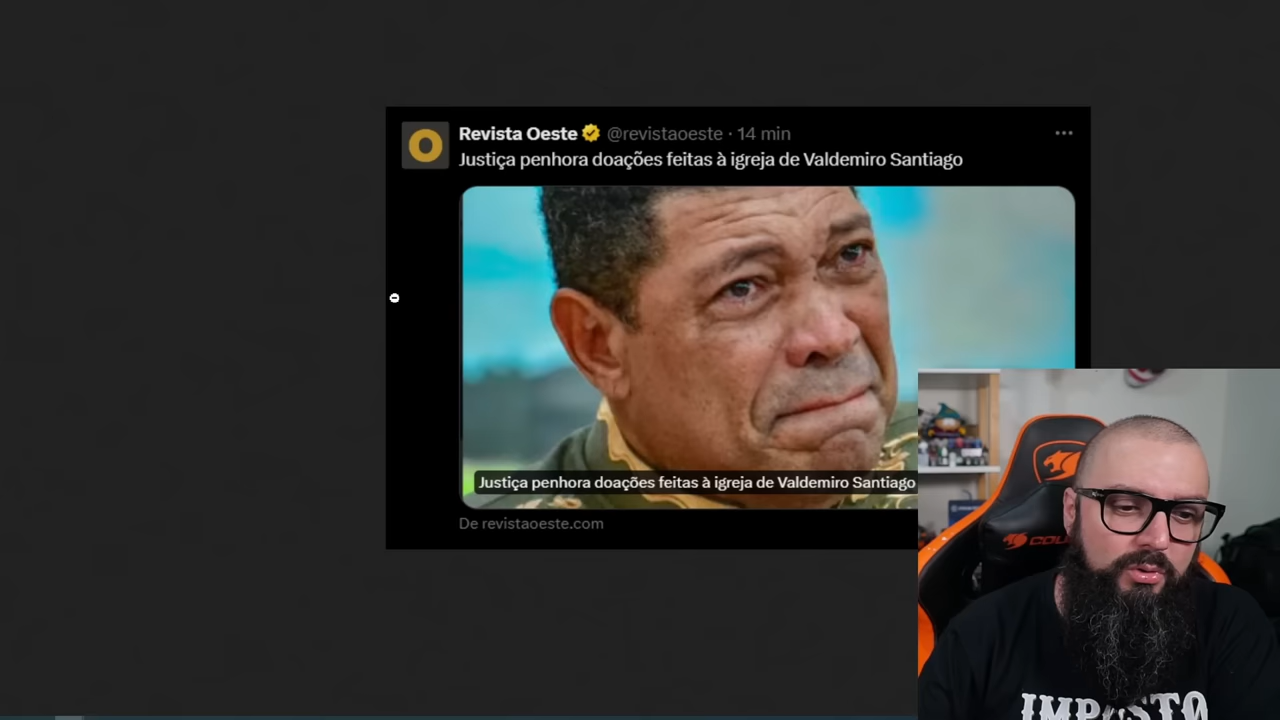 Revista Oeste @revistaoeste · 14 min
Justiça penhora doações feitas à igreja de Valdemiro Santiago
Justiça penhora doações feitas à igreja de Valdemiro Santiago
De revistaoeste.com
IMPOSTO